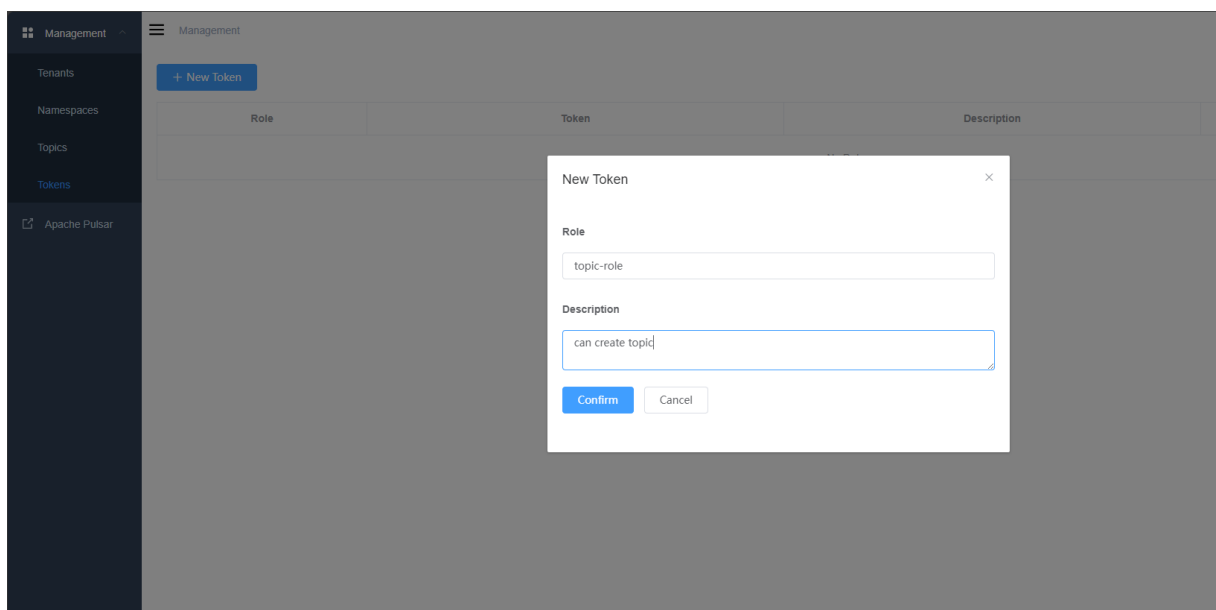 Management
Management
Tenants
+ New Token
Namespaces
Role Token Description
Topics
New Token
Tokens
Apache Pulsar
Role
topic-role
Description
can create topic
Confirm Cancel